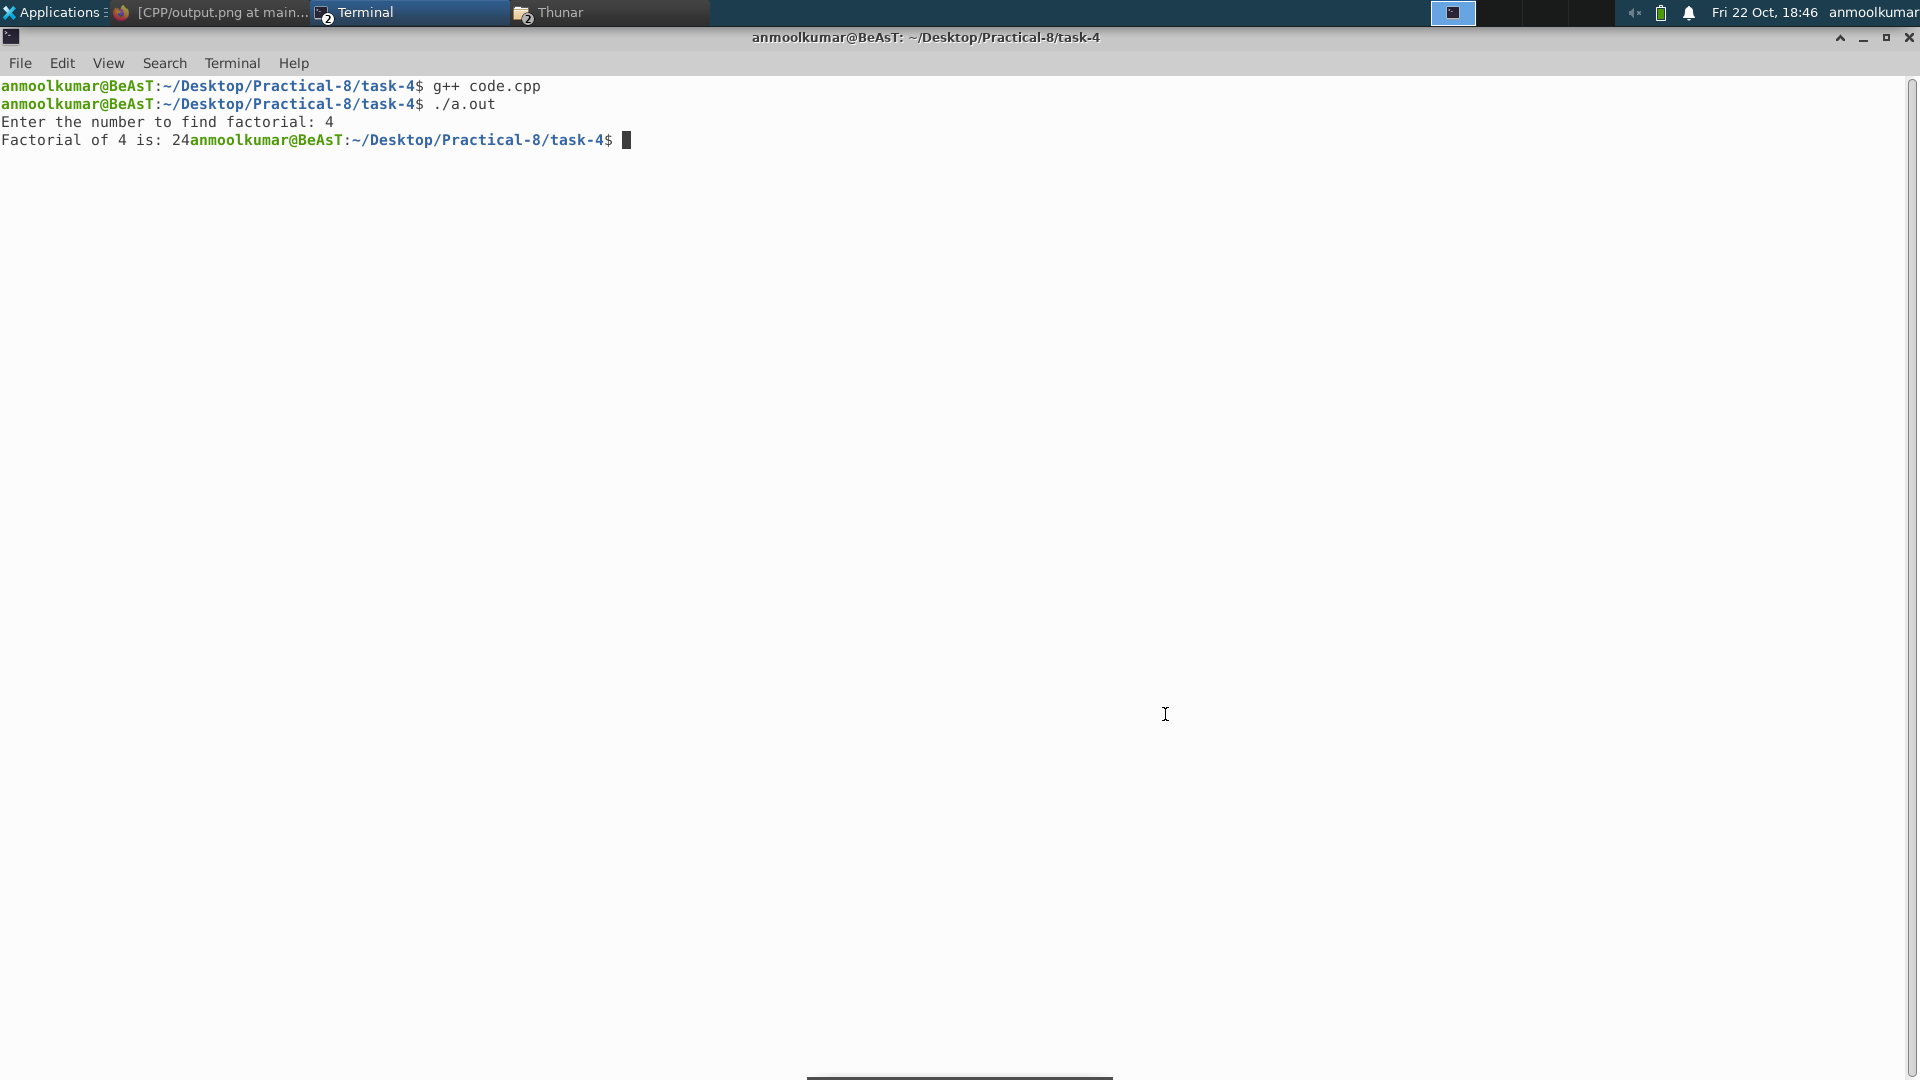 Applications [CPP/output.png at main... 2 Terminal 2 Thunar Fri 22 Oct, 18:46 anmoolkumar
anmoolkumar@BeAsT: ~/Desktop/Practical-8/task-4
File Edit View Search Terminal Help
anmoolkumar@BeAsT:~/Desktop/Practical-8/task-4$ g++ code.cpp
anmoolkumar@BeAsT:~/Desktop/Practical-8/task-4$ ./a.out
Enter the number to find factorial: 4
Factorial of 4 is: 24anmoolkumar@BeAsT:~/Desktop/Practical-8/task-4$